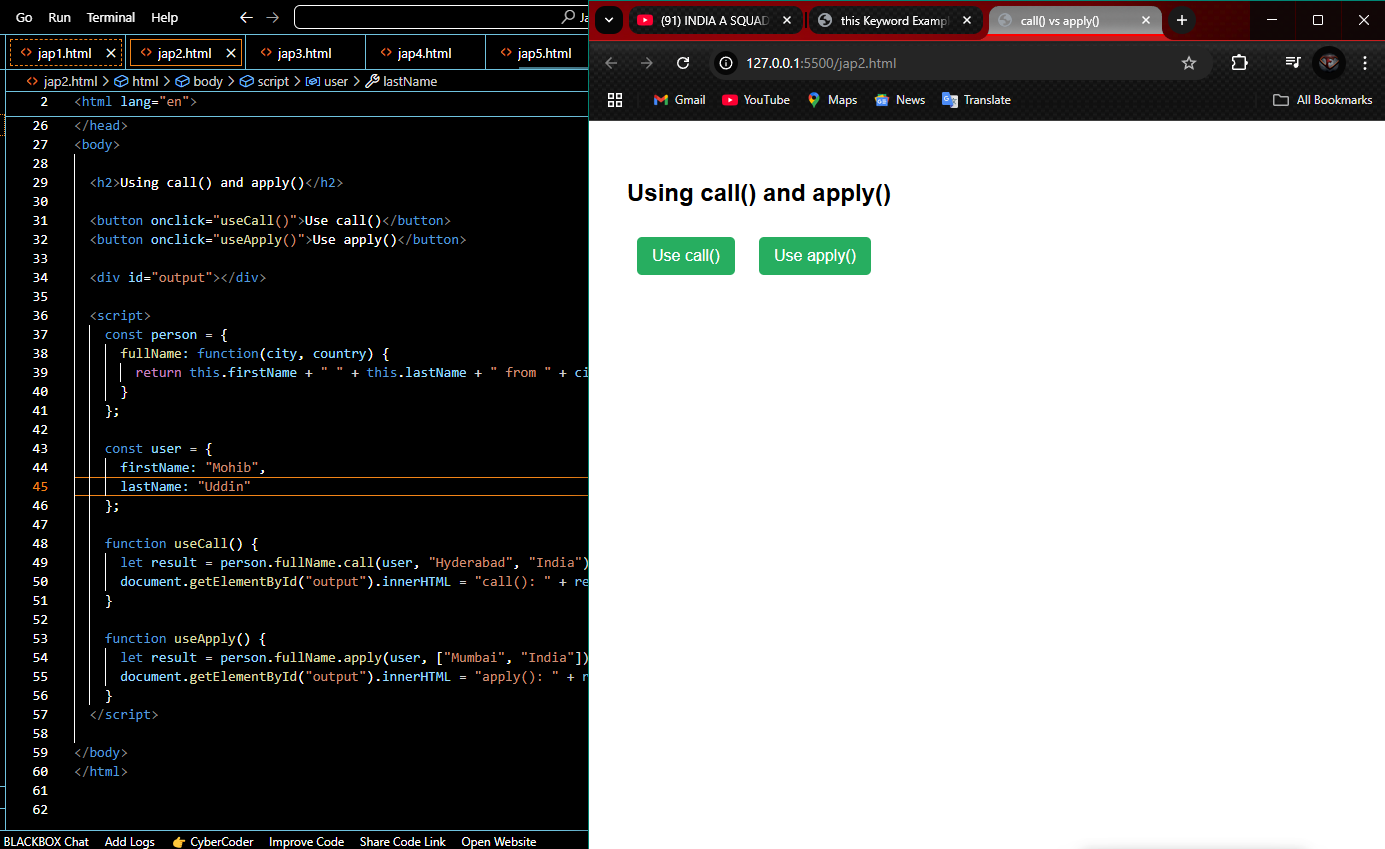 Go Run Terminal Help Ja
jap1.html jap2.html jap3.html jap4.html jap5.html
jap2.html > html > body > script > user > lastName
2 <html lang="en">
26 </head>
27 <body>
28
29 <h2>Using call() and apply()</h2>
30
31 <button onclick="useCall()">Use call()</button>
32 <button onclick="useApply()">Use apply()</button>
33
34 <div id="output"></div>
35
36 <script>
37 const person = {
38 fullName: function(city, country) {
39 return this.firstName + " " + this.lastName + " from " + ci
40 }
41 };
42
43 const user = {
44 firstName: "Mohib",
45 lastName: "Uddin"
46 };
47
48 function useCall() {
49 let result = person.fullName.call(user, "Hyderabad", "India")
50 document.getElementById("output").innerHTML = "call(): " + re
51 }
52
53 function useApply() {
54 let result = person.fullName.apply(user, ["Mumbai", "India"])
55 document.getElementById("output").innerHTML = "apply(): " + r
56 }
57 </script>
58
59 </body>
60 </html>
61
62
BLACKBOX Chat Add Logs 👉 CyberCoder Improve Code Share Code Link Open Website
(91) INDIA A SQUAD this Keyword Exampl call() vs apply()
127.0.0.1:5500/jap2.html
Gmail YouTube Maps News Translate All Bookmarks
Using call() and apply()
Use call() Use apply()